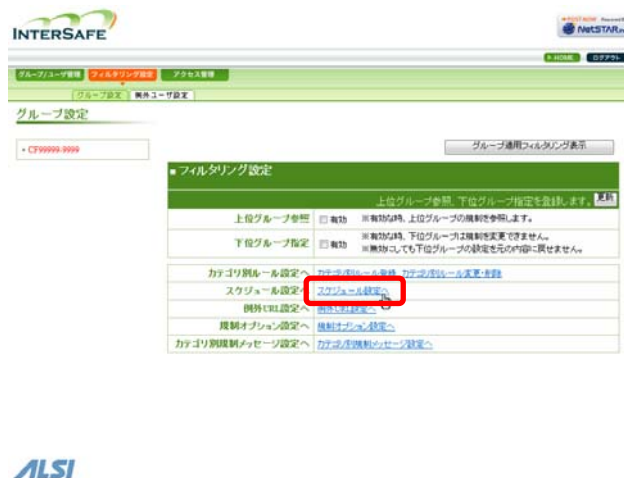 INTERSAFE
NetSTAR
HOME ログアウト
グループ/ユーザ管理 フィルタリング設定 アクセス管理
グループ設定 例外ユーザ設定
グループ設定
CF99999-9999
グループ適用フィルタリング表示
■ フィルタリング設定
上位グループ参照、下位グループ指定を登録します。 更新
上位グループ参照 有効 ※有効な時、上位グループの規制を参照します。
下位グループ指定 有効 ※有効な時、下位グループは規制を変更できません。
※無効にしても下位グループの設定を元の内容に戻せません。
カテゴリ別ルール設定へ カテゴリ別ルール登録 カテゴリ別ルール変更・削除
スケジュール設定へ スケジュール設定へ
例外URL設定へ 例外URL設定へ
規制オプション設定へ 規制オプション設定へ
カテゴリ別規制メッセージ設定へ カテゴリ別規制メッセージ設定へ
ALSI